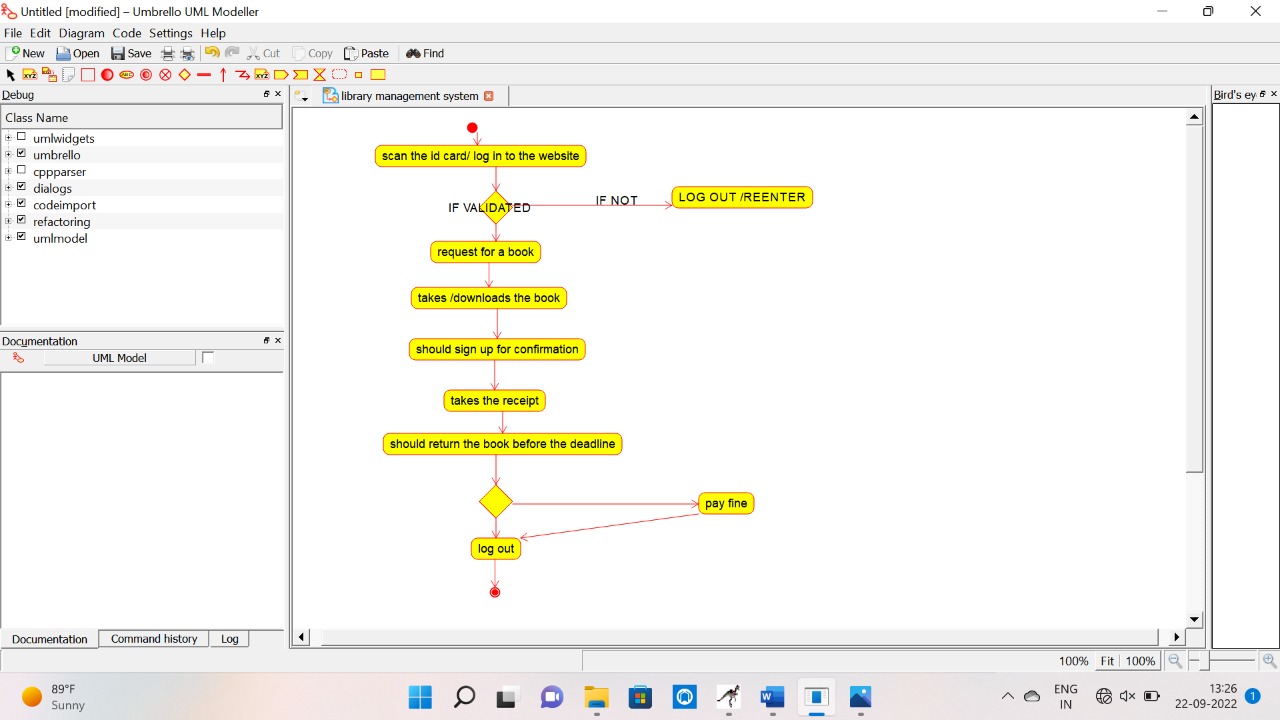 Untitled [modified] – Umbrello UML Modeller
File Edit Diagram Code Settings Help
New Open Save Cut Copy Paste Find
Debug
Class Name
umlwidgets
umbrello
cppparser
dialogs
codeimport
refactoring
umlmodel
Documentation
UML Model
Documentation Command history Log
library management system
scan the id card/ log in to the website
IF VALIDATED
IF NOT
LOG OUT /REENTER
request for a book
takes /downloads the book
should sign up for confirmation
takes the receipt
should return the book before the deadline
pay fine
log out
Bird's ey
100% Fit 100%
89°F
Sunny
ENG
IN
13:26
22-09-2022
1